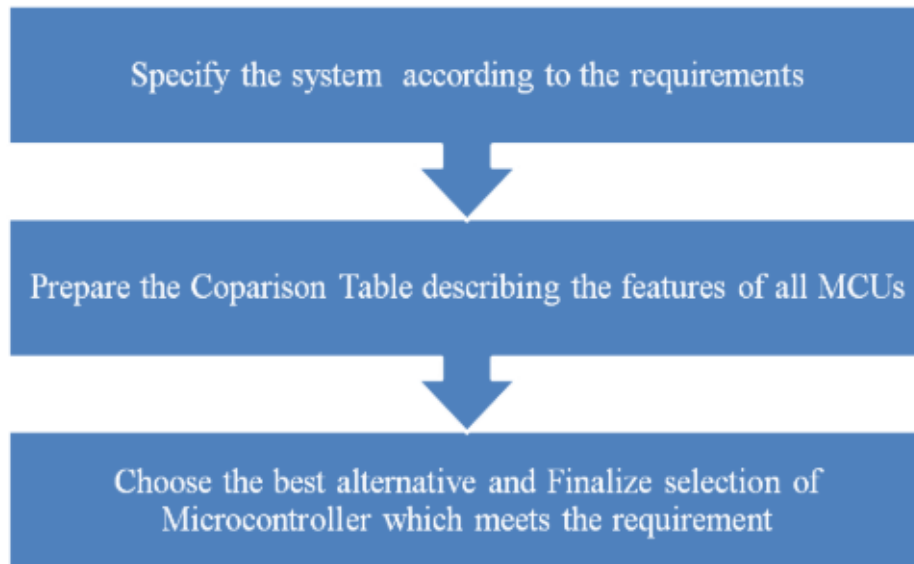 Specify the system according to the requirements
Prepare the Coparison Table describing the features of all MCUs
Choose the best alternative and Finalize selection of
Microcontroller which meets the requirement